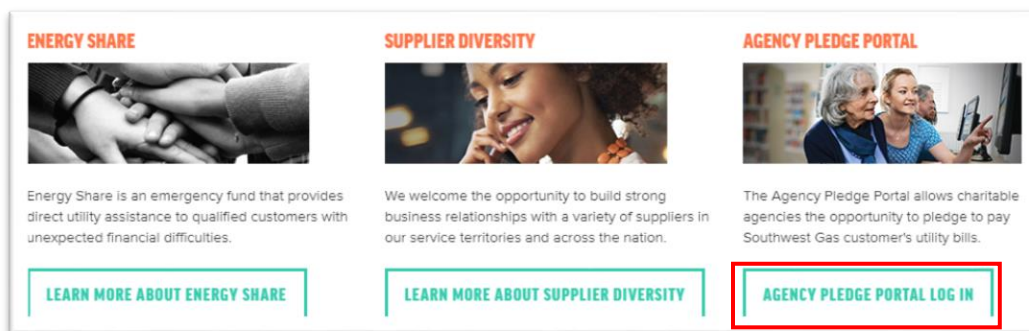 ENERGY SHARE
Energy Share is an emergency fund that provides
direct utility assistance to qualified customers with
unexpected financial difficulties.
LEARN MORE ABOUT ENERGY SHARE
SUPPLIER DIVERSITY
We welcome the opportunity to build strong
business relationships with a variety of suppliers in
our service territories and across the nation.
LEARN MORE ABOUT SUPPLIER DIVERSITY
AGENCY PLEDGE PORTAL
The Agency Pledge Portal allows charitable
agencies the opportunity to pledge to pay
Southwest Gas customer's utility bills.
AGENCY PLEDGE PORTAL LOG IN